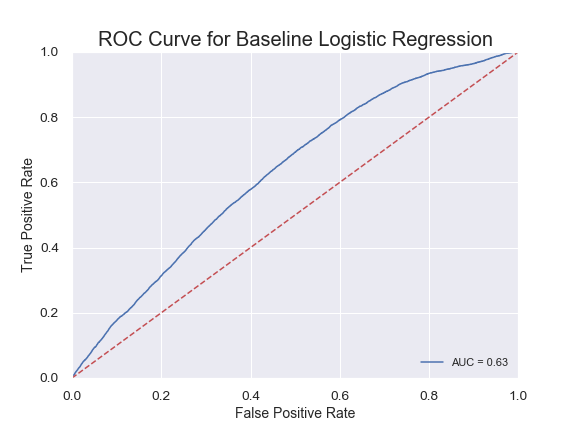 ROC Curve for Baseline Logistic Regression
1.0
0.8
0.6
0.4
0.2
0.0
True Positive Rate
AUC = 0.63
0.0 0.2 0.4 0.6 0.8 1.0
False Positive Rate